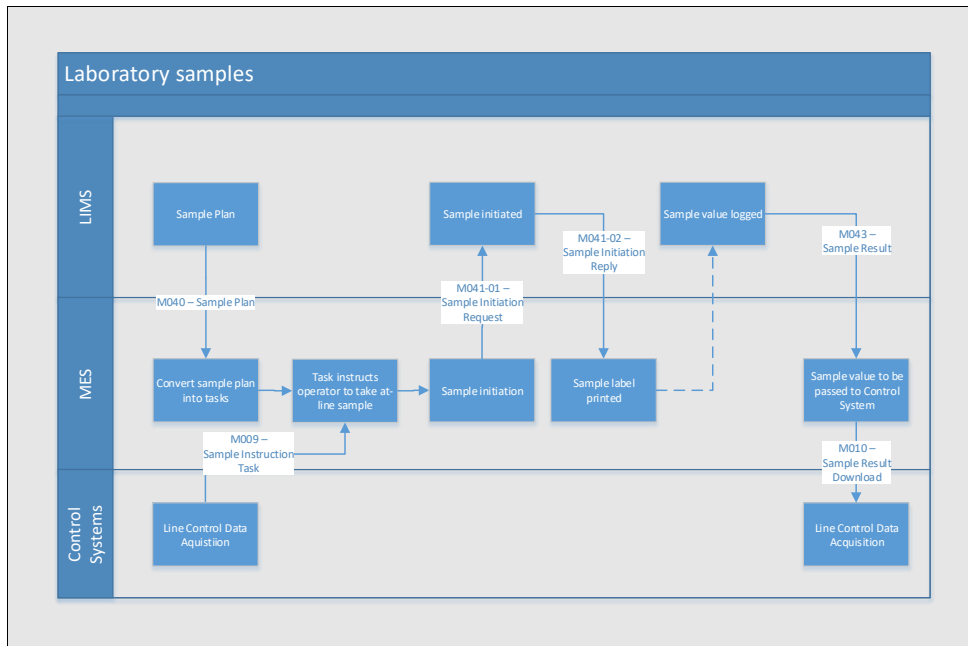 Laboratory samples
LIMS
Sample Plan
Sample initiated
Sample value logged
M041-02 –
Sample Initiation
Reply
M043 –
Sample Result
M041-01 –
Sample Initiation
Request
M040 – Sample Plan
MES
Convert sample plan
into tasks
Task instructs
operator to take at-
line sample
Sample initiation
Sample label
printed
Sample value to be
passed to Control
System
M009 –
Sample Instruction
Task
M010 –
Sample Result
Download
Control
Systems
Line Control Data
Aquistiion
Line Control Data
Acquisition